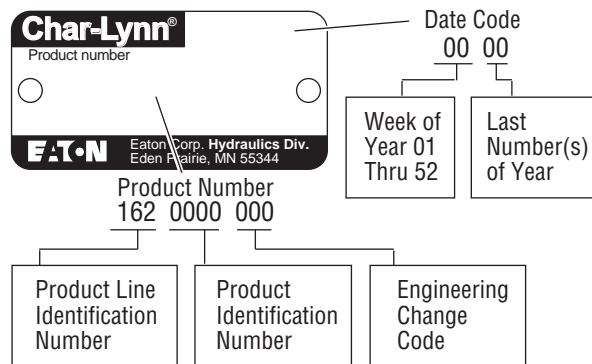 Char-Lynn®
Product number
EATON
Eaton Corp. Hydraulics Div.
Eden Prairie, MN 55344
Date Code
00 00
Week of
Year 01
Thru 52
Last
Number(s)
of Year
Product Number
162 0000 000
Product Line
Identification
Number
Product
Identification
Number
Engineering
Change
Code